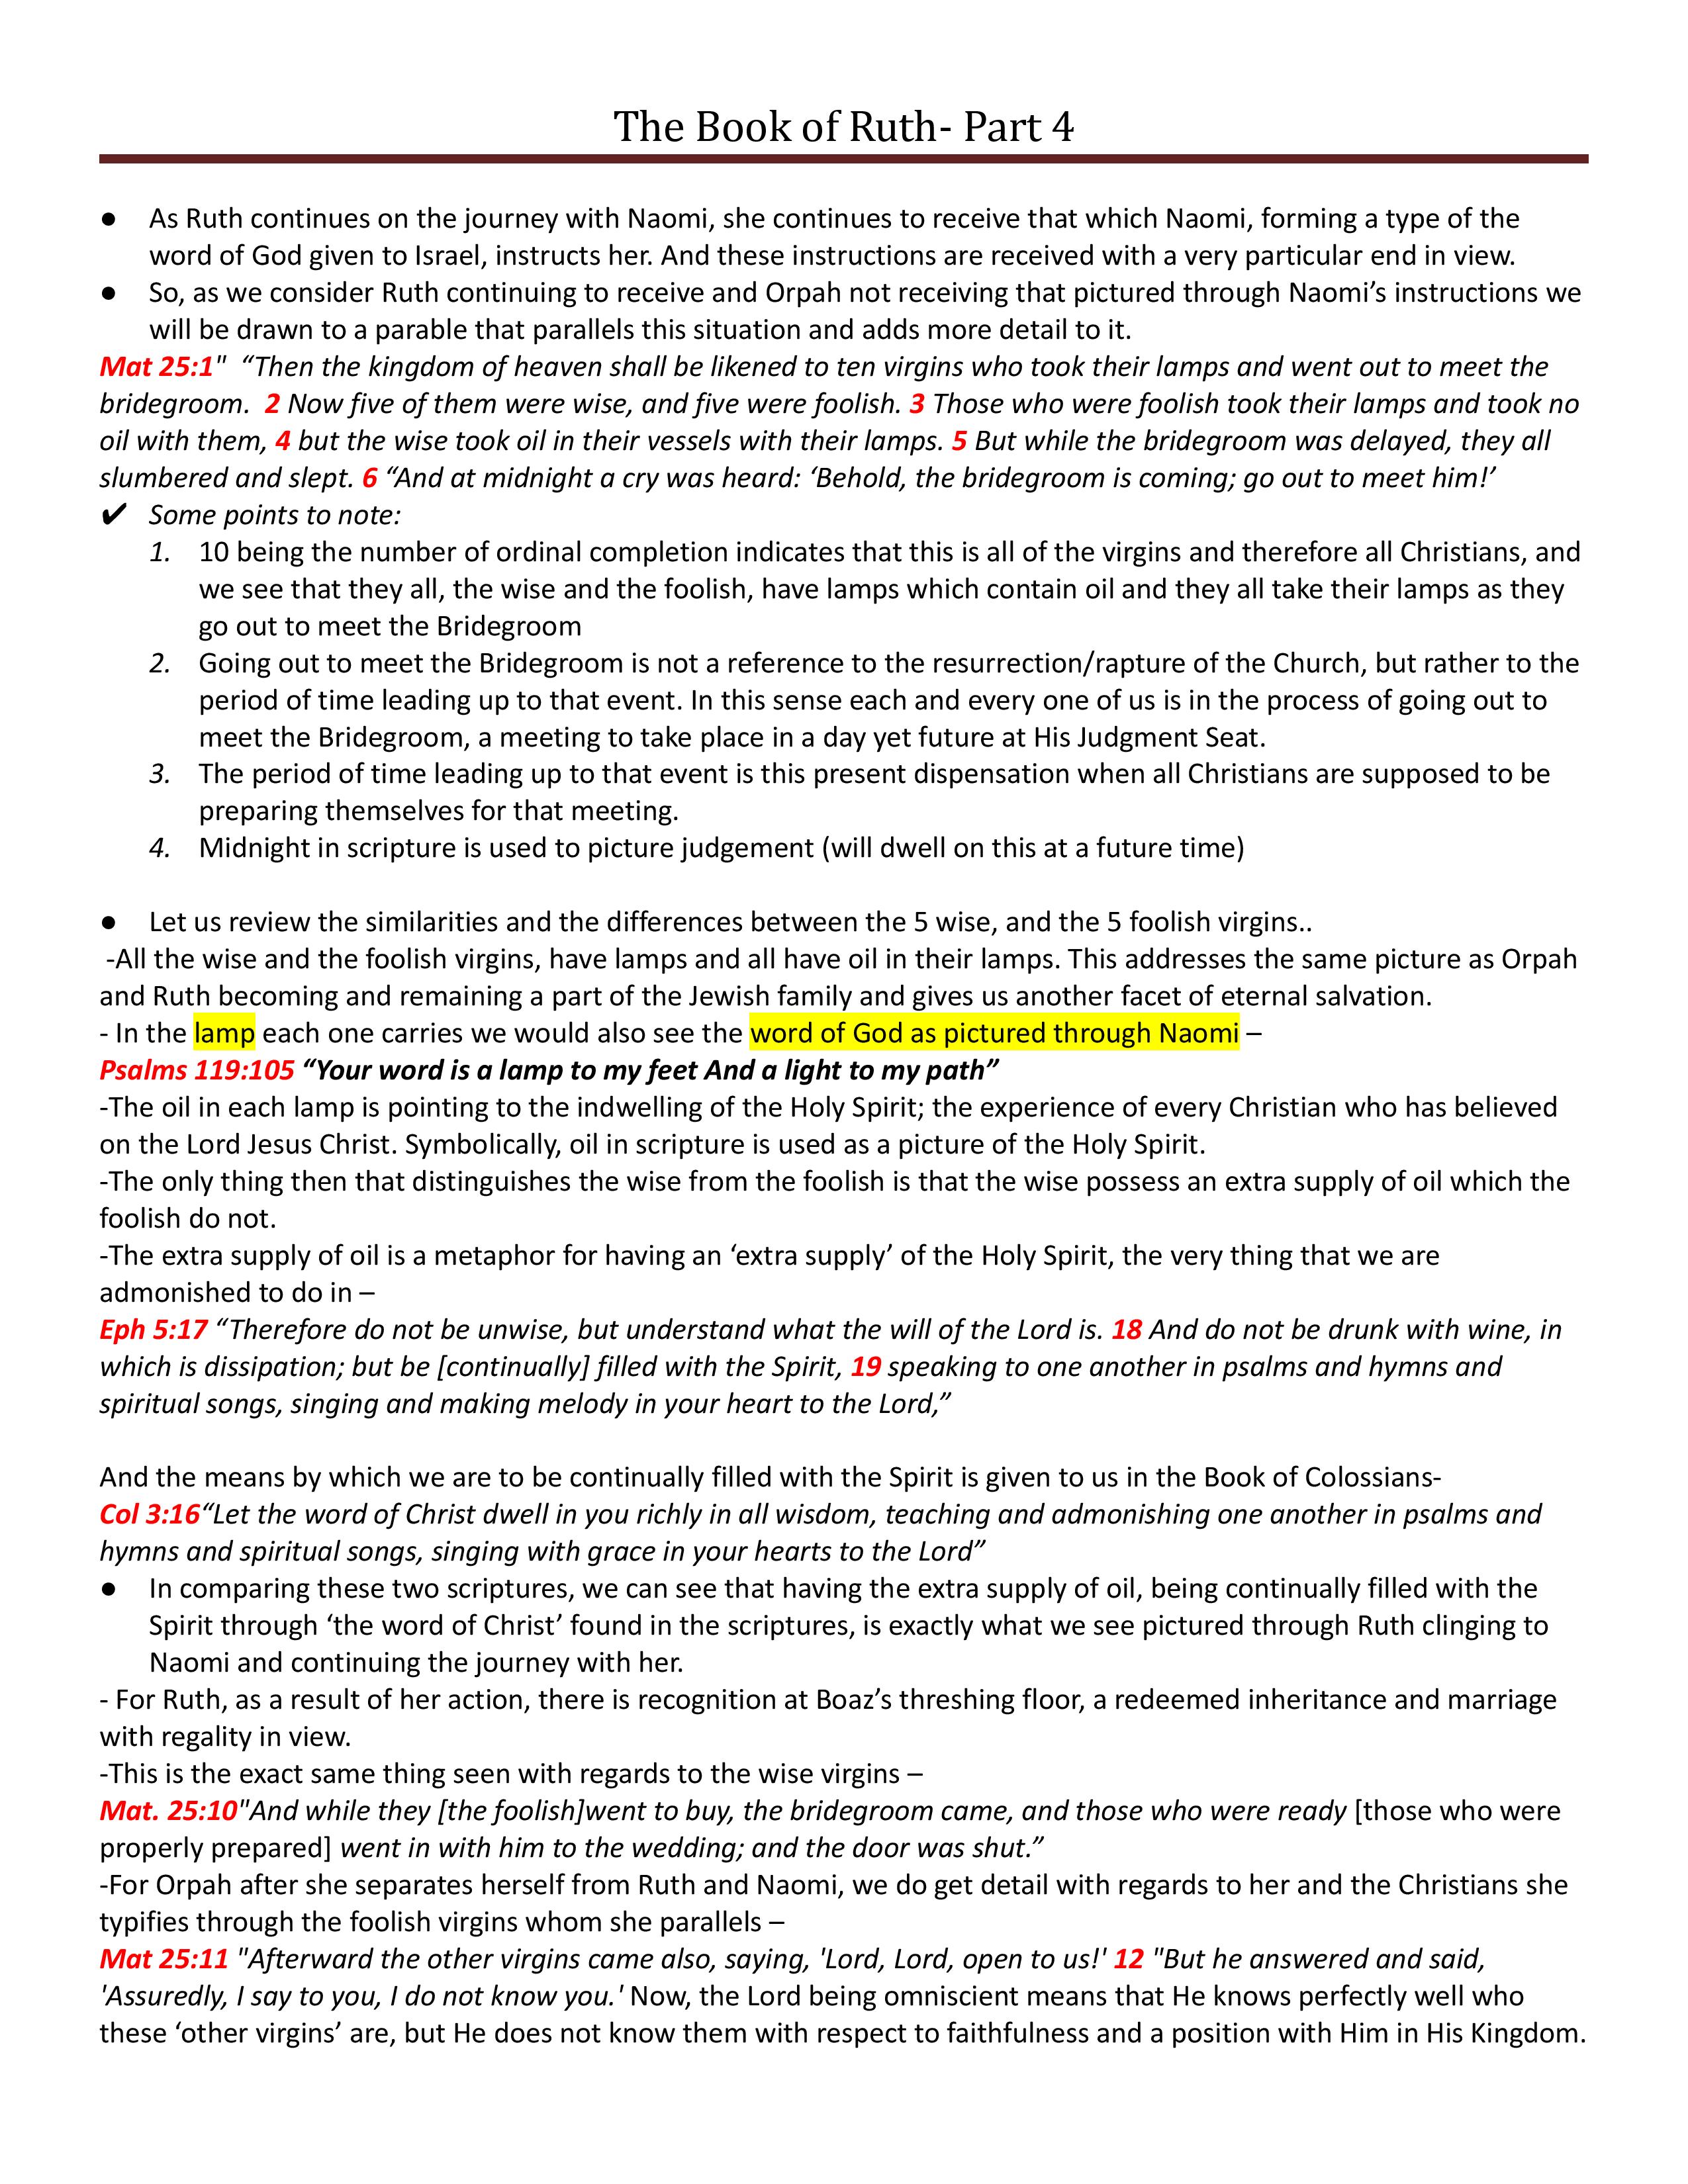 The Book of Ruth- Part 4
● As Ruth continues on the journey with Naomi, she continues to receive that which Naomi, forming a type of the
word of God given to Israel, instructs her. And these instructions are received with a very particular end in view.
● So, as we consider Ruth continuing to receive and Orpah not receiving that pictured through Naomi’s instructions we
will be drawn to a parable that parallels this situation and adds more detail to it.
Mat 25:1" “Then the kingdom of heaven shall be likened to ten virgins who took their lamps and went out to meet the
bridegroom. 2 Now five of them were wise, and five were foolish. 3 Those who were foolish took their lamps and took no
oil with them, 4 but the wise took oil in their vessels with their lamps. 5 But while the bridegroom was delayed, they all
slumbered and slept. 6 “And at midnight a cry was heard: ‘Behold, the bridegroom is coming; go out to meet him!’
✔ Some points to note:
1. 10 being the number of ordinal completion indicates that this is all of the virgins and therefore all Christians, and
we see that they all, the wise and the foolish, have lamps which contain oil and they all take their lamps as they
go out to meet the Bridegroom
2. Going out to meet the Bridegroom is not a reference to the resurrection/rapture of the Church, but rather to the
period of time leading up to that event. In this sense each and every one of us is in the process of going out to
meet the Bridegroom, a meeting to take place in a day yet future at His Judgment Seat.
3. The period of time leading up to that event is this present dispensation when all Christians are supposed to be
preparing themselves for that meeting.
4. Midnight in scripture is used to picture judgement (will dwell on this at a future time)
● Let us review the similarities and the differences between the 5 wise, and the 5 foolish virgins..
-All the wise and the foolish virgins, have lamps and all have oil in their lamps. This addresses the same picture as Orpah
and Ruth becoming and remaining a part of the Jewish family and gives us another facet of eternal salvation.
- In the lamp each one carries we would also see the word of God as pictured through Naomi –
Psalms 119:105 “Your word is a lamp to my feet And a light to my path”
-The oil in each lamp is pointing to the indwelling of the Holy Spirit; the experience of every Christian who has believed
on the Lord Jesus Christ. Symbolically, oil in scripture is used as a picture of the Holy Spirit.
-The only thing then that distinguishes the wise from the foolish is that the wise possess an extra supply of oil which the
foolish do not.
-The extra supply of oil is a metaphor for having an ‘extra supply’ of the Holy Spirit, the very thing that we are
admonished to do in –
Eph 5:17 “Therefore do not be unwise, but understand what the will of the Lord is. 18 And do not be drunk with wine, in
which is dissipation; but be [continually] filled with the Spirit, 19 speaking to one another in psalms and hymns and
spiritual songs, singing and making melody in your heart to the Lord,”
And the means by which we are to be continually filled with the Spirit is given to us in the Book of Colossians-
Col 3:16“Let the word of Christ dwell in you richly in all wisdom, teaching and admonishing one another in psalms and
hymns and spiritual songs, singing with grace in your hearts to the Lord”
● In comparing these two scriptures, we can see that having the extra supply of oil, being continually filled with the
Spirit through ‘the word of Christ’ found in the scriptures, is exactly what we see pictured through Ruth clinging to
Naomi and continuing the journey with her.
- For Ruth, as a result of her action, there is recognition at Boaz’s threshing floor, a redeemed inheritance and marriage
with regality in view.
-This is the exact same thing seen with regards to the wise virgins –
Mat. 25:10"And while they [the foolish]went to buy, the bridegroom came, and those who were ready [those who were
properly prepared] went in with him to the wedding; and the door was shut.”
-For Orpah after she separates herself from Ruth and Naomi, we do get detail with regards to her and the Christians she
typifies through the foolish virgins whom she parallels –
Mat 25:11 "Afterward the other virgins came also, saying, 'Lord, Lord, open to us!' 12 "But he answered and said,
'Assuredly, I say to you, I do not know you.' Now, the Lord being omniscient means that He knows perfectly well who
these ‘other virgins’ are, but He does not know them with respect to faithfulness and a position with Him in His Kingdom.